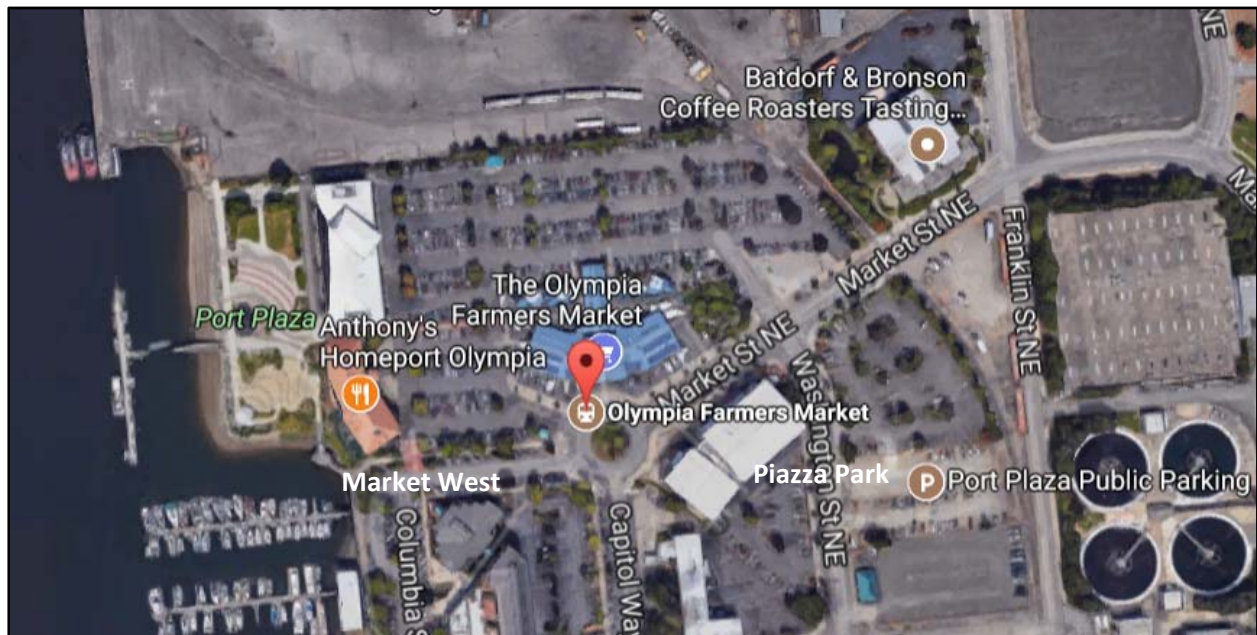 NE
Batdorf & Bronson
Coffee Roasters Tasting...
Market St NE
Franklin St NE
The Olympia
Farmers Market
Port Plaza
Anthony's
Homeport Olympia
Market St NE
Washington St NE
Olympia Farmers Market
Market West
Piazza Park
P
Port Plaza Public Parking
Columbia S
Capitol Wa